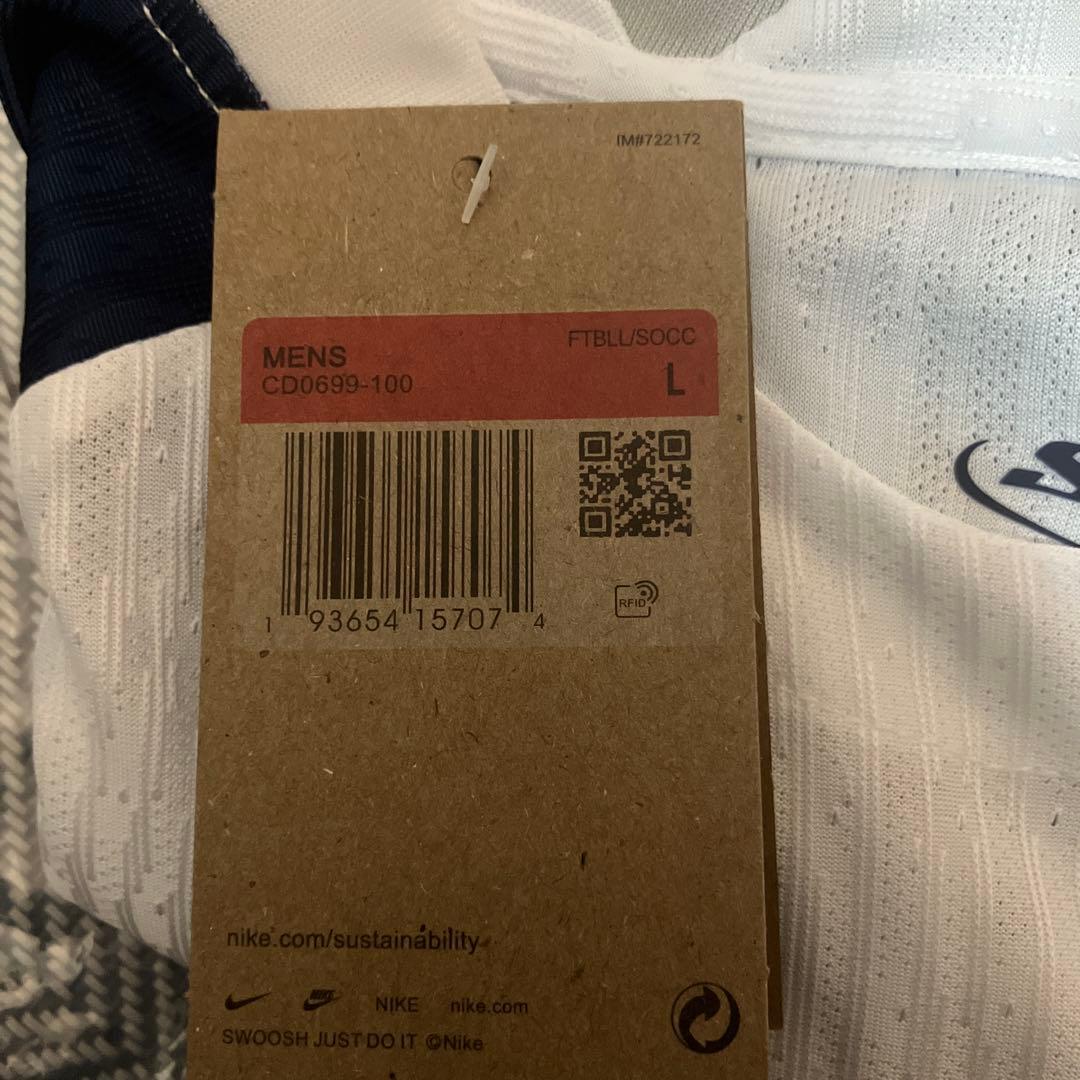 IM#722172
FTBLL/SOCC
MENS
CD0699-100
L
1 93654 15707 4
RFID
nike.com/sustainability
NIKE NIKE nike.com
SWOOSH JUST DO IT ©Nike